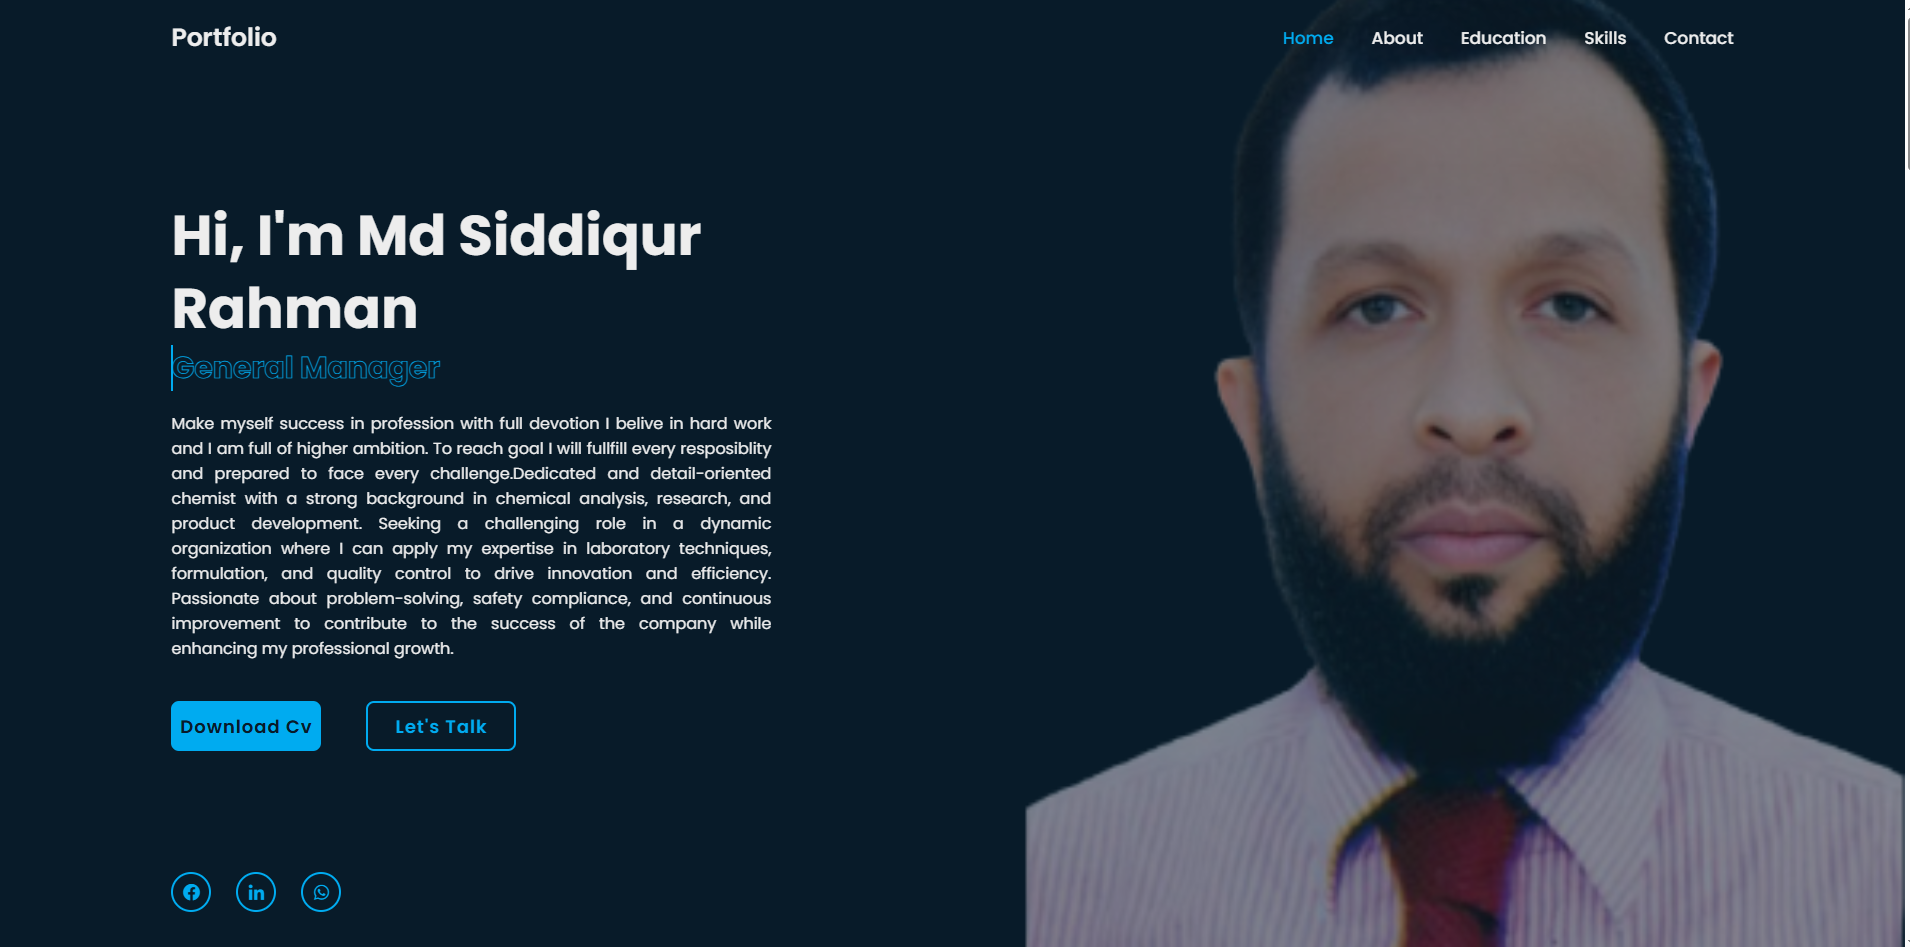 Portfolio
Home About Education Skills Contact
Hi, I'm Md Siddiqur
Rahman
General Manager
Make myself success in profession with full devotion I belive in hard work
and I am full of higher ambition. To reach goal I will fullfill every resposiblity
and prepared to face every challenge.Dedicated and detail-oriented
chemist with a strong background in chemical analysis, research, and
product development. Seeking a challenging role in a dynamic
organization where I can apply my expertise in laboratory techniques,
formulation, and quality control to drive innovation and efficiency.
Passionate about problem-solving, safety compliance, and continuous
improvement to contribute to the success of the company while
enhancing my professional growth.
Download Cv Let's Talk
in